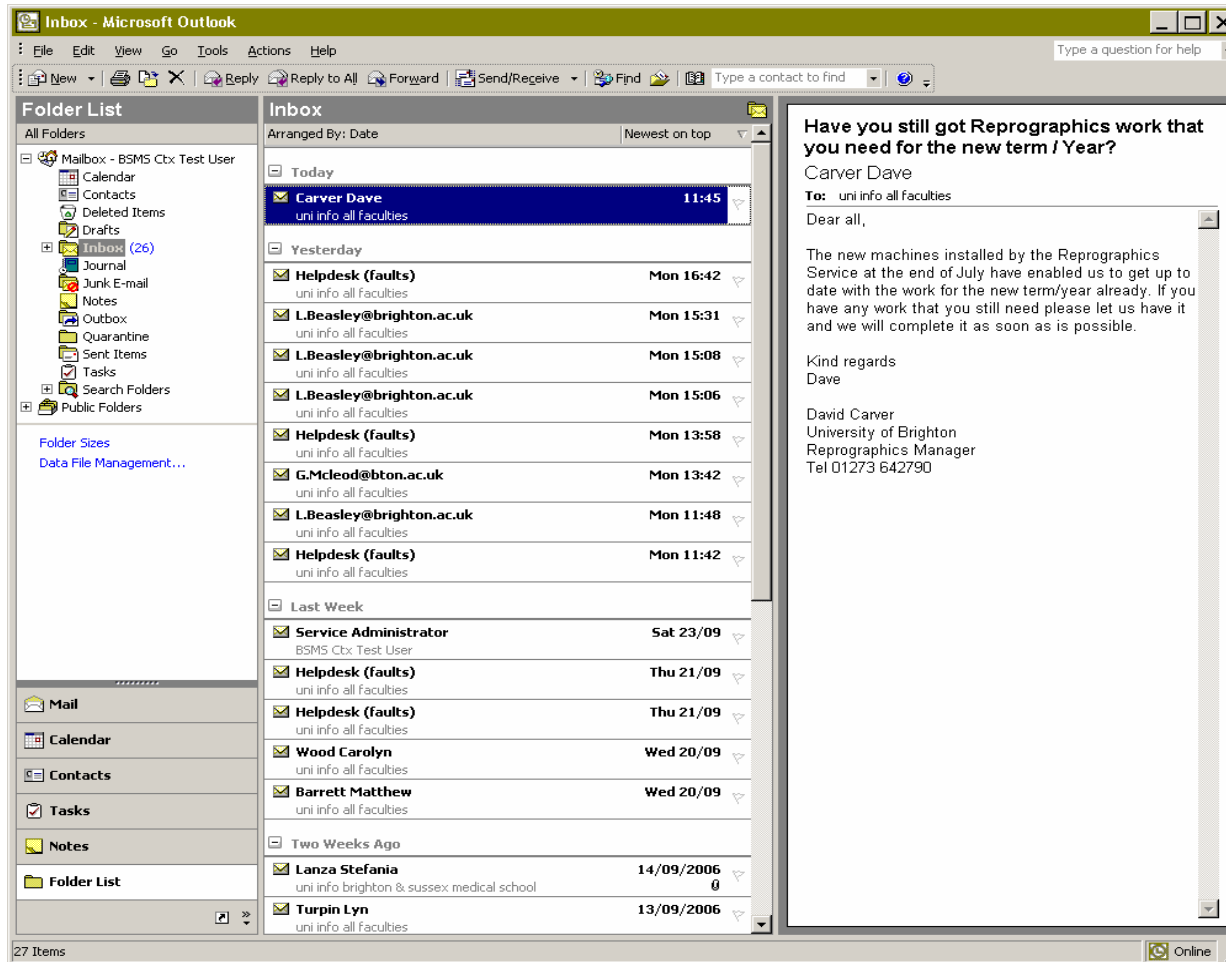 Inbox - Microsoft Outlook
File Edit View Go Tools Actions Help
Type a question for help
New Reply Reply to All Forward Send/Receive Find Type a contact to find
Folder List
All Folders
Mailbox - BSMS Ctx Test User
Calendar
Contacts
Deleted Items
Drafts
Inbox (26)
Journal
Junk E-mail
Notes
Outbox
Quarantine
Sent Items
Tasks
Search Folders
Public Folders
Folder Sizes
Data File Management...
Mail
Calendar
Contacts
Tasks
Notes
Folder List
Inbox
Arranged By: Date Newest on top
Today
Carver Dave 11:45
uni info all faculties
Yesterday
Helpdesk (faults) Mon 16:42
uni info all faculties
L.Beasley@brighton.ac.uk Mon 15:31
uni info all faculties
L.Beasley@brighton.ac.uk Mon 15:08
uni info all faculties
L.Beasley@brighton.ac.uk Mon 15:06
uni info all faculties
Helpdesk (faults) Mon 13:58
uni info all faculties
G.Mcleod@bton.ac.uk Mon 13:42
uni info all faculties
L.Beasley@brighton.ac.uk Mon 11:48
uni info all faculties
Helpdesk (faults) Mon 11:42
uni info all faculties
Last Week
Service Administrator Sat 23/09
BSMS Ctx Test User
Helpdesk (faults) Thu 21/09
uni info all faculties
Helpdesk (faults) Thu 21/09
uni info all faculties
Wood Carolyn Wed 20/09
uni info all faculties
Barrett Matthew Wed 20/09
uni info all faculties
Two Weeks Ago
Lanza Stefania 14/09/2006
uni info brighton & sussex medical school
Turpin Lyn 13/09/2006
uni info all faculties
Have you still got Reprographics work that
you need for the new term / Year?
Carver Dave
To: uni info all faculties
Dear all,
The new machines installed by the Reprographics
Service at the end of July have enabled us to get up to
date with the work for the new term/year already. If you
have any work that you still need please let us have it
and we will complete it as soon as is possible.
Kind regards
Dave
David Carver
University of Brighton
Reprographics Manager
Tel 01273 642790
27 Items
Online